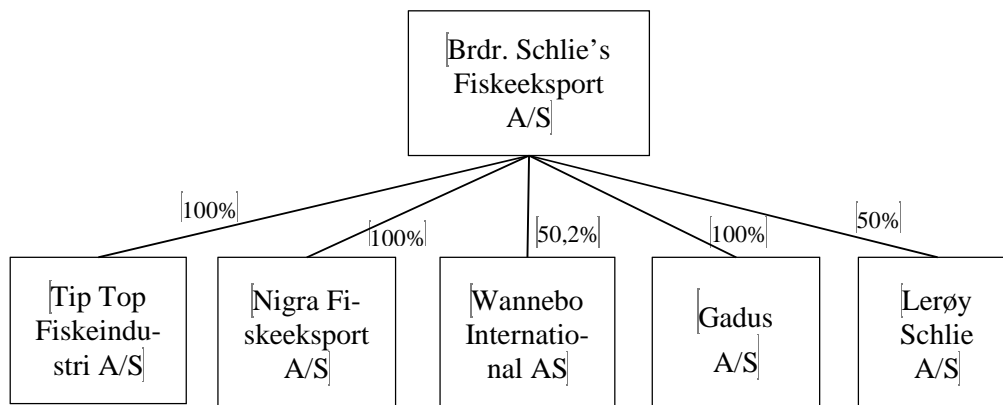 [Brdr. Schlie's
Fiskeeksport
A/S]
[100%]
[100%]
[50,2%]
[100%]
[50%]
[Tip Top
Fiskeindu-
stri A/S]
[Nigra Fi-
skeeksport
A/S]
[Wannebo
Internatio-
nal AS]
[Gadus
A/S]
[Lerøy
Schlie
A/S]